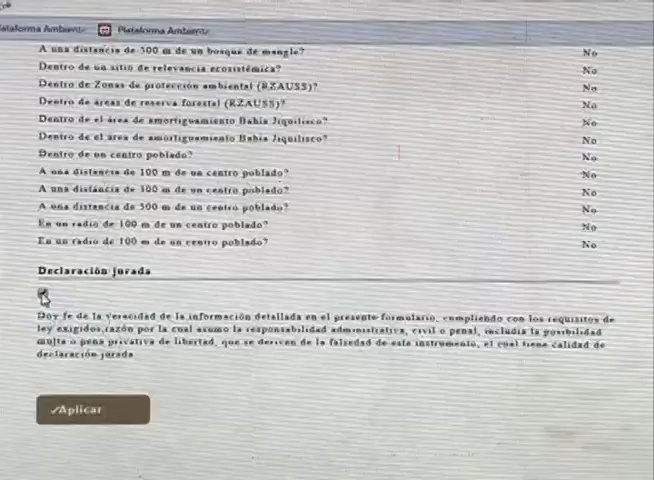 Plataforma Ambiente Plataforma Ambiente
A una distancia de 500 m de un bosque de mangle? No
Dentro de un sitio de relevancia ecosistémica? No
Dentro de Zonas de protección ambiental (RZAUSS)? No
Dentro de áreas de reserva forestal (RZAUSS)? No
Dentro de el área de amortiguamiento Bahía Jiquilisco? No
Dentro de el área de amortiguamiento Bahía Jiquilisco? No
Dentro de un centro poblado? No
A una distancia de 100 m de un centro poblado? No
A una distancia de 300 m de un centro poblado? No
A una distancia de 500 m de un centro poblado? No
En un radio de 100 m de un centro poblado? No
En un radio de 100 m de un centro poblado? No
Declaración jurada
Doy fe de la veracidad de la información detallada en el presente formulario, cumpliendo con los requisitos de
ley exigidos,razón por la cual asumo la responsabilidad administrativa, civil o penal, incluida la posibilidad
multa o pena privativa de libertad, que se deriven de la falsedad de este instrumento, el cual tiene calidad de
declaración jurada
✓Aplicar